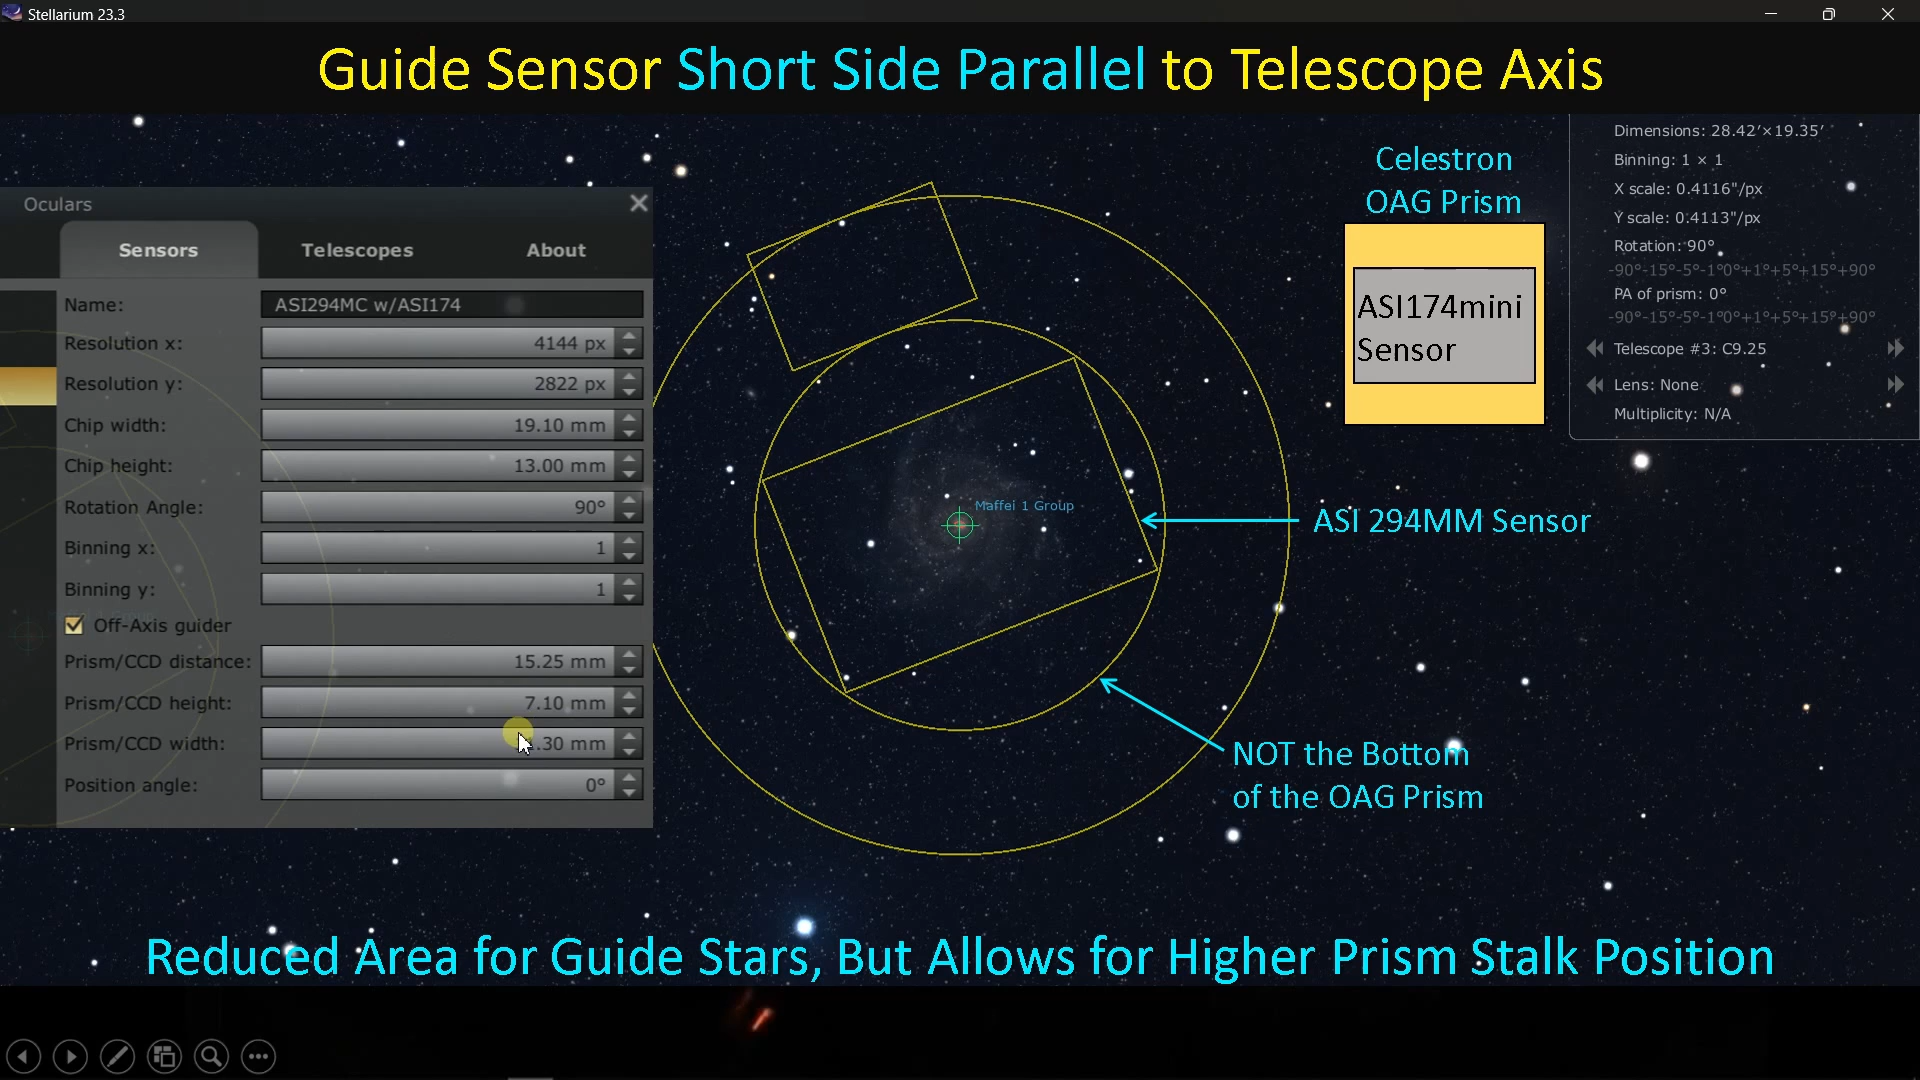 Stellarium 23.3
Guide Sensor Short Side Parallel to Telescope Axis
Oculars
Sensors
Telescopes
About
Name:
ASI294MC w/ASI174
Resolution x:
4144 px
Resolution y:
2822 px
Chip width:
19.10 mm
Chip height:
13.00 mm
Rotation Angle:
90°
Binning x:
1
Binning y:
1
Off-Axis guider
Prism/CCD distance:
15.25 mm
Prism/CCD height:
7.10 mm
Prism/CCD width:
.30 mm
Position angle:
0°
Maffei 1 Group
Celestron
OAG Prism
ASI174mini
Sensor
Dimensions: 28.42′×19.35′
Binning: 1 × 1
X scale: 0.4116"/px
Y scale: 0.4113"/px
Rotation: 90°
-90°-15°-5°-1°0°+1°+5°+15°+90°
PA of prism: 0°
-90°-15°-5°-1°0°+1°+5°+15°+90°
Telescope #3: C9.25
Lens: None
Multiplicity: N/A
ASI 294MM Sensor
NOT the Bottom
of the OAG Prism
Reduced Area for Guide Stars, But Allows for Higher Prism Stalk Position